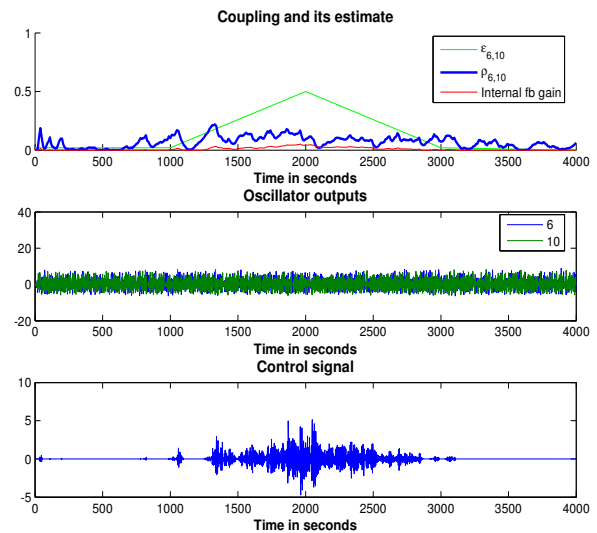 Coupling and its estimate
1
0.5
0
ε6,10
ρ6,10
Internal fb gain
0 500 1000 1500 2000 2500 3000 3500 4000
Time in seconds
Oscillator outputs
40
20
0
-20
6
10
0 500 1000 1500 2000 2500 3000 3500 4000
Time in seconds
Control signal
10
5
0
-5
0 500 1000 1500 2000 2500 3000 3500 4000
Time in seconds